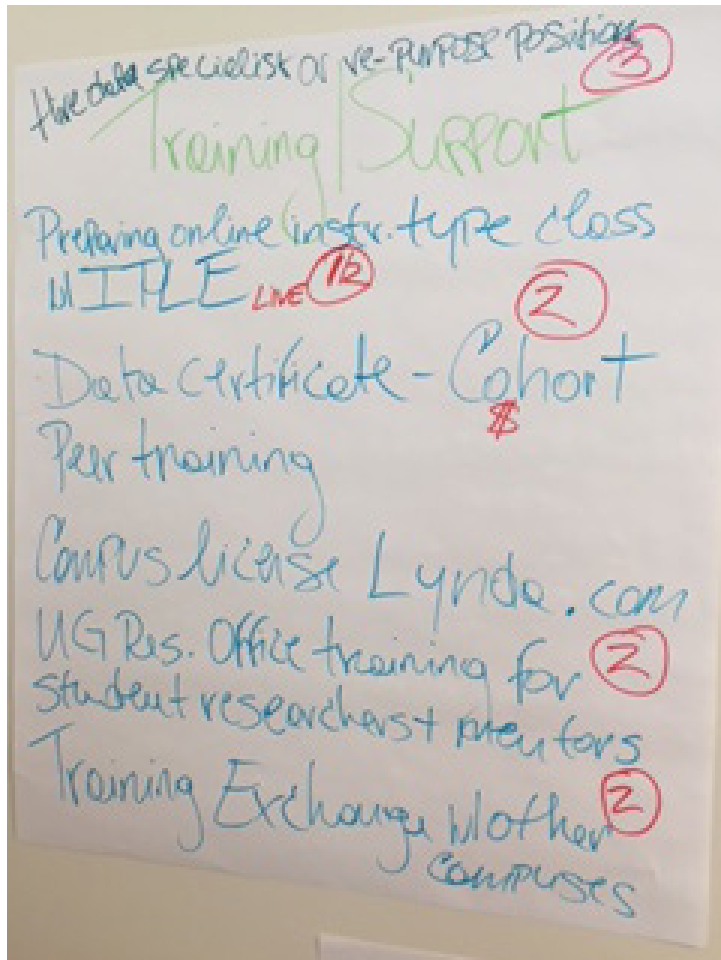 Hire data specialist or re-purpose position
3
Training/Support
Preparing online instr. type class
w/ ITLE LIVE 12
2
Data certificate - Cohort
$
Peer training
Campus license Lynda.com
UG Res. Office training for 2
student researchers + mentors
Training Exchange w/other 2
campuses